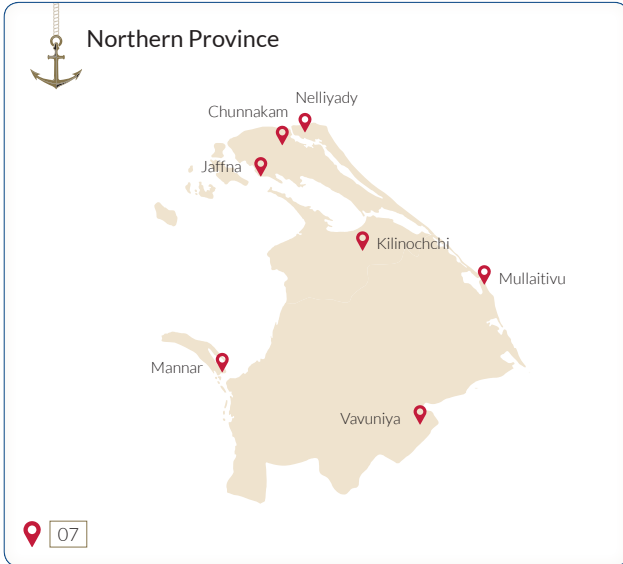 Northern Province
Nelliyady
Chunnakam
Jaffna
Kilinochchi
Mullaitivu
Mannar
Vavuniya
07